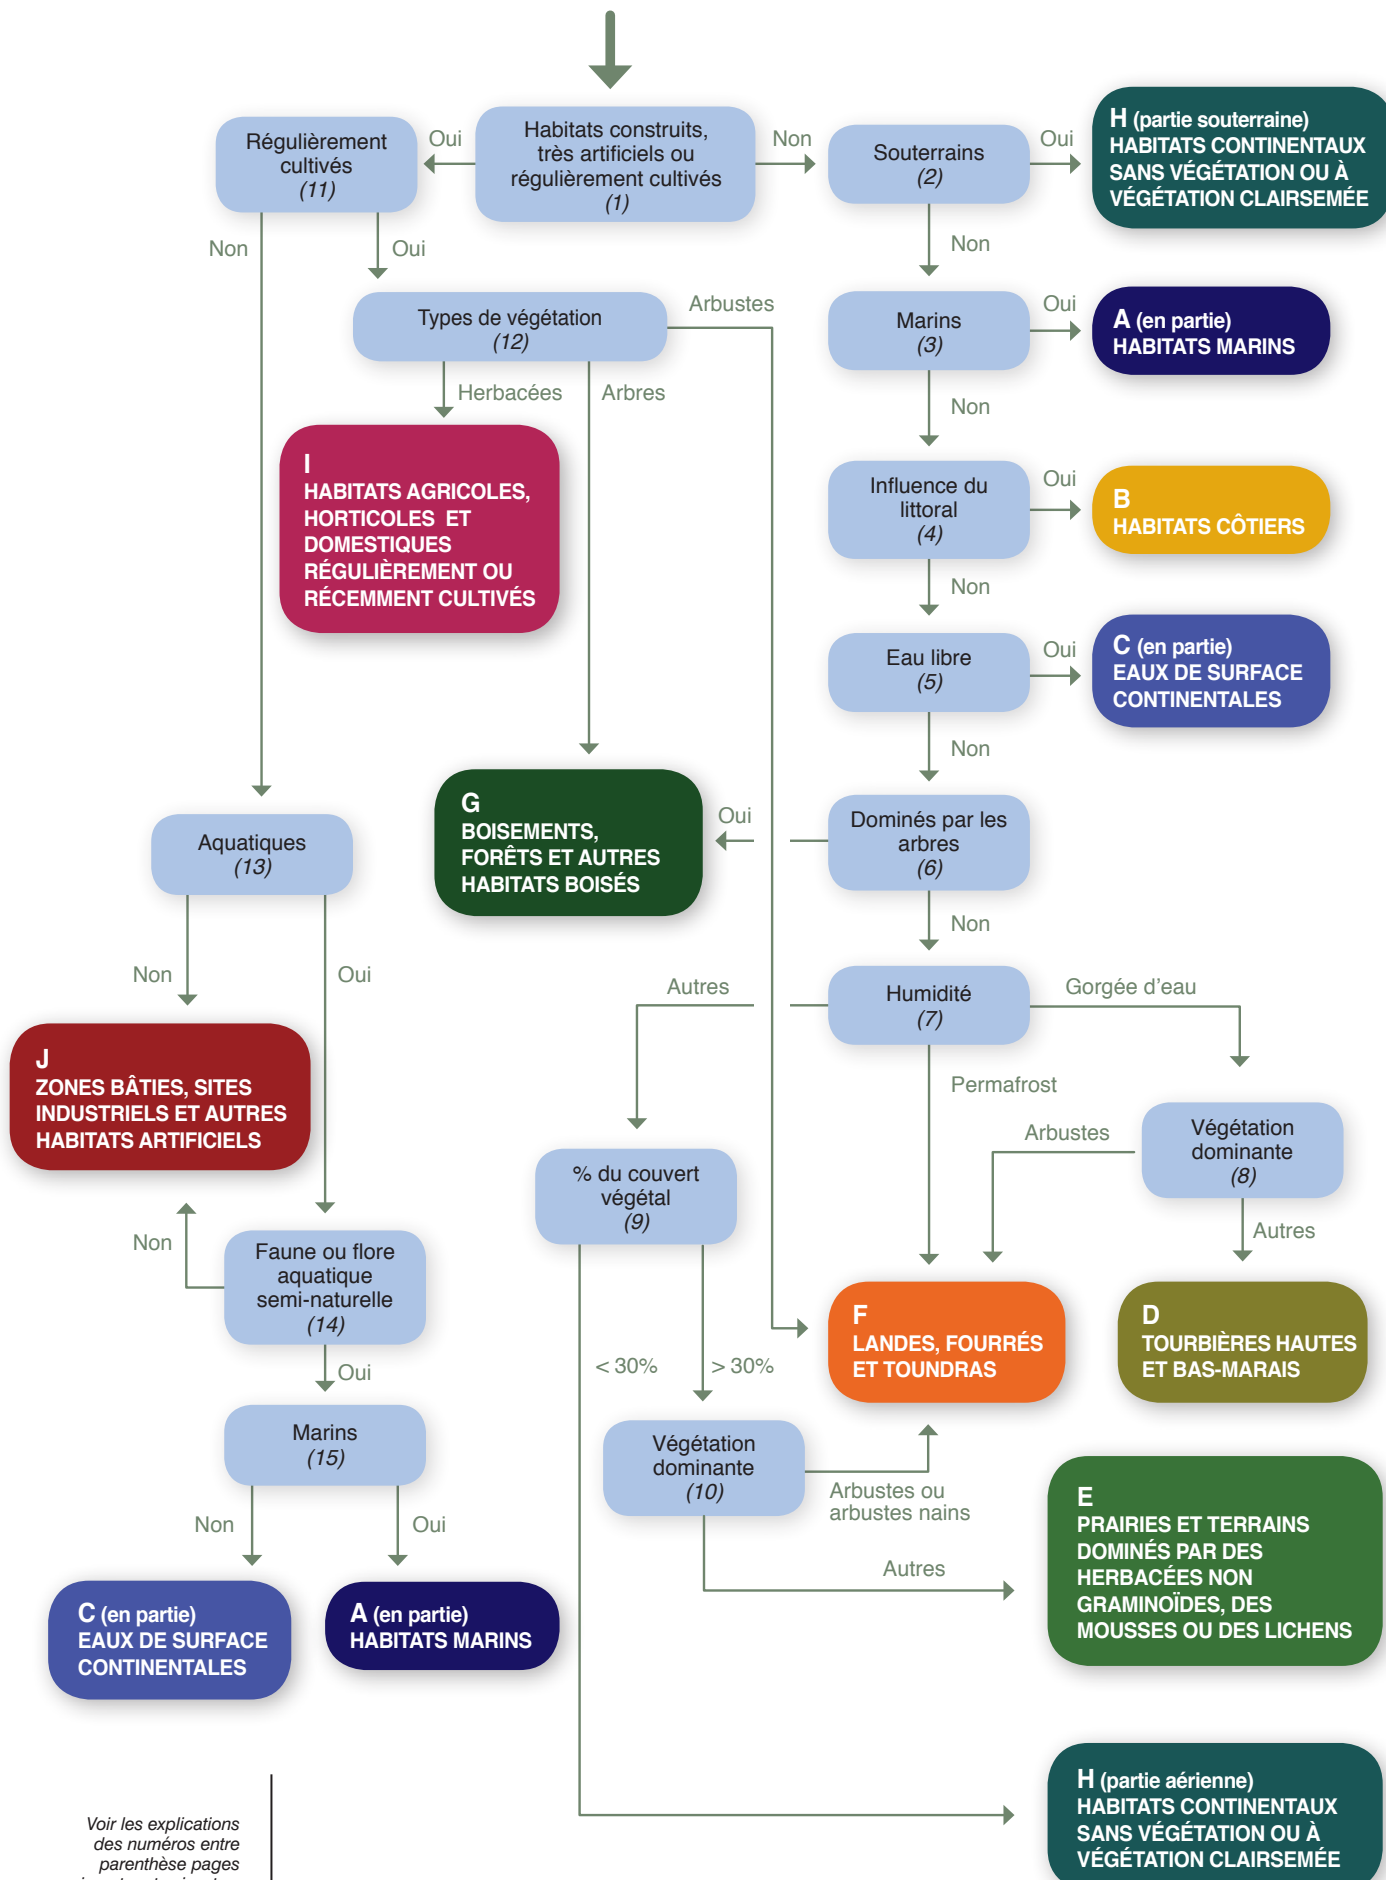 Habitats construits,
très artificiels ou
régulièrement cultivés
(1)
Oui
Non
Régulièrement
cultivés
(11)
Souterrains
(2)
Oui
H (partie souterraine)
HABITATS CONTINENTAUX
SANS VÉGÉTATION OU À
VÉGÉTATION CLAIRSEMÉE
Non
Oui
Non
Types de végétation
(12)
Arbustes
Herbacées
Arbres
Marins
(3)
Oui
A (en partie)
HABITATS MARINS
Non
I
HABITATS AGRICOLES,
HORTICOLES ET
DOMESTIQUES
RÉGULIÈREMENT OU
RÉCEMMENT CULTIVÉS
Influence du
littoral
(4)
Oui
B
HABITATS CÔTIERS
Non
Eau libre
(5)
Oui
C (en partie)
EAUX DE SURFACE
CONTINENTALES
Non
Aquatiques
(13)
G
BOISEMENTS,
FORÊTS ET AUTRES
HABITATS BOISÉS
Oui
Dominés par les
arbres
(6)
Non
Non
Oui
Autres
Humidité
(7)
Gorgée d'eau
Permafrost
J
ZONES BÂTIES, SITES
INDUSTRIELS ET AUTRES
HABITATS ARTIFICIELS
Arbustes
Végétation
dominante
(8)
Autres
% du couvert
végétal
(9)
Non
Faune ou flore
aquatique
semi-naturelle
(14)
Oui
< 30%
> 30%
F
LANDES, FOURRÉS
ET TOUNDRAS
D
TOURBIÈRES HAUTES
ET BAS-MARAIS
Marins
(15)
Végétation
dominante
(10)
Arbustes ou
arbustes nains
Autres
E
PRAIRIES ET TERRAINS
DOMINÉS PAR DES
HERBACÉES NON
GRAMINOÏDES, DES
MOUSSES OU DES LICHENS
Non
Oui
C (en partie)
EAUX DE SURFACE
CONTINENTALES
A (en partie)
HABITATS MARINS
H (partie aérienne)
HABITATS CONTINENTAUX
SANS VÉGÉTATION OU À
VÉGÉTATION CLAIRSEMÉE
Voir les explications
des numéros entre
parenthèse pages